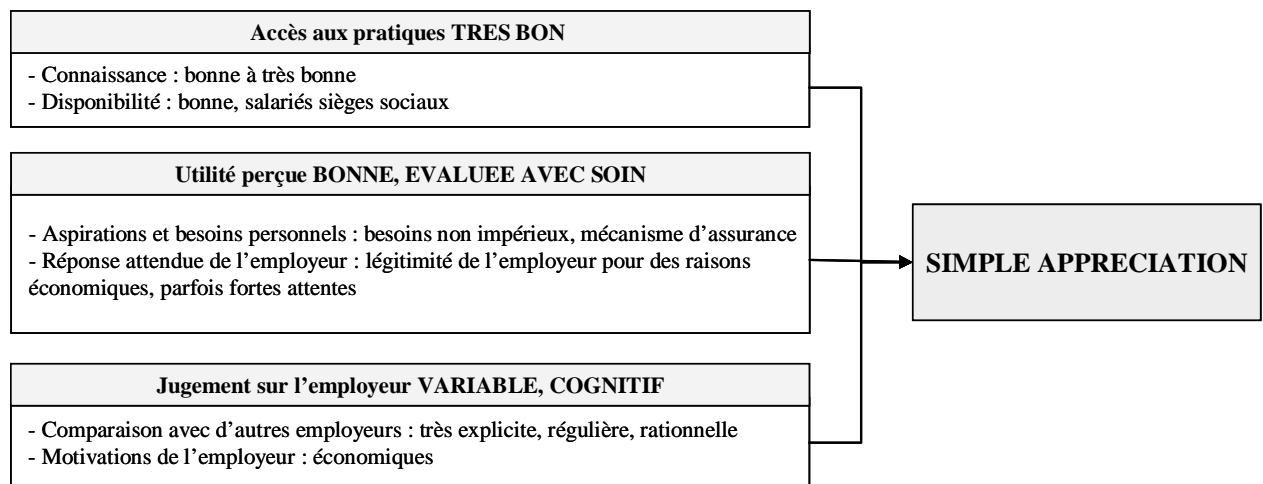 Accès aux pratiques TRES BON
- Connaissance : bonne à très bonne
- Disponibilité : bonne, salariés sièges sociaux
Utilité perçue BONNE, EVALUEE AVEC SOIN
- Aspirations et besoins personnels : besoins non impérieux, mécanisme d'assurance
- Réponse attendue de l'employeur : légitimité de l'employeur pour des raisons
économiques, parfois fortes attentes
SIMPLE APPRECIATION
Jugement sur l'employeur VARIABLE, COGNITIF
- Comparaison avec d'autres employeurs : très explicite, régulière, rationnelle
- Motivations de l'employeur : économiques